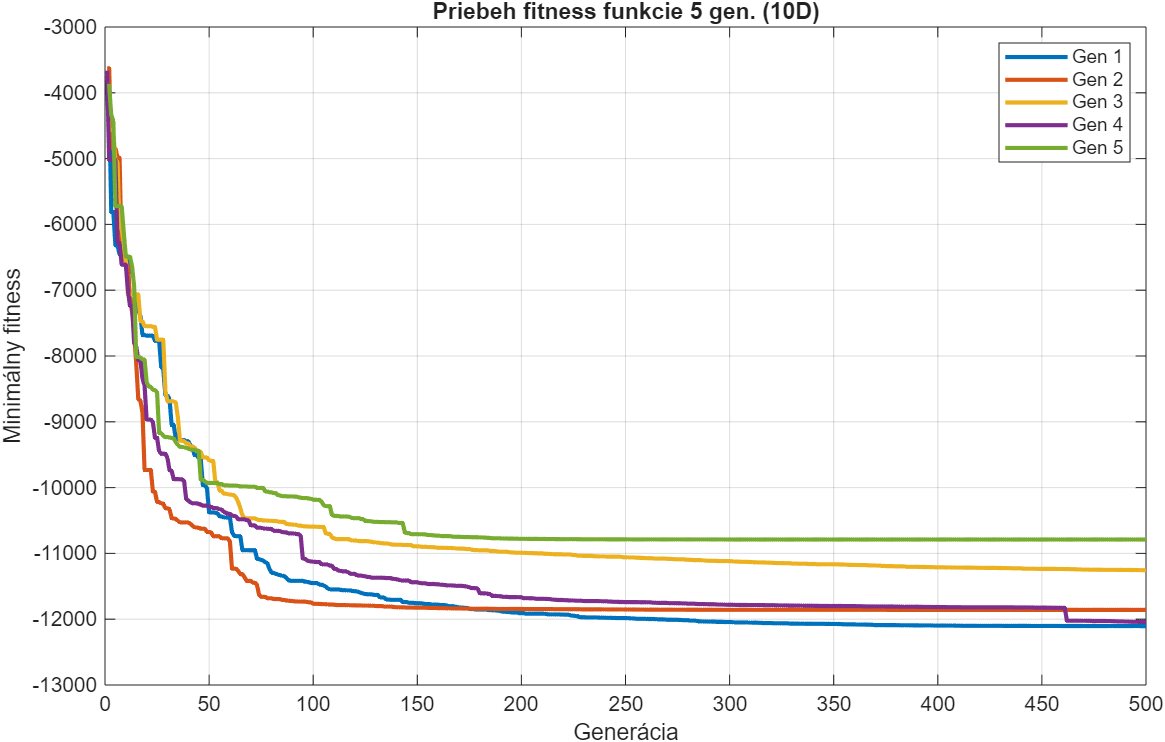 Priebeh fitness funkcie 5 gen. (10D)
Minimálny fitness
-3000
-4000
-5000
-6000
-7000
-8000
-9000
-10000
-11000
-12000
-13000
Gen 1
Gen 2
Gen 3
Gen 4
Gen 5
0 50 100 150 200 250 300 350 400 450 500
Generácia